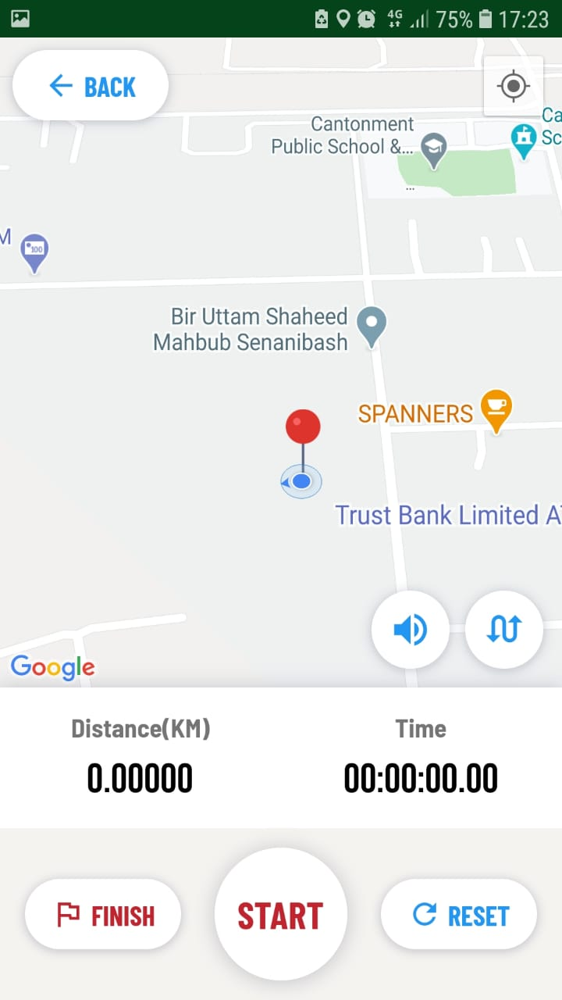 4G 75% 17:23
BACK
Ca
Sc
Cantonment
Public School &...
...
M
100
Bir Uttam Shaheed
Mahbub Senanibash
SPANNERS
Trust Bank Limited A
Google
Distance(KM) Time
0.00000 00:00:00.00
FINISH START RESET